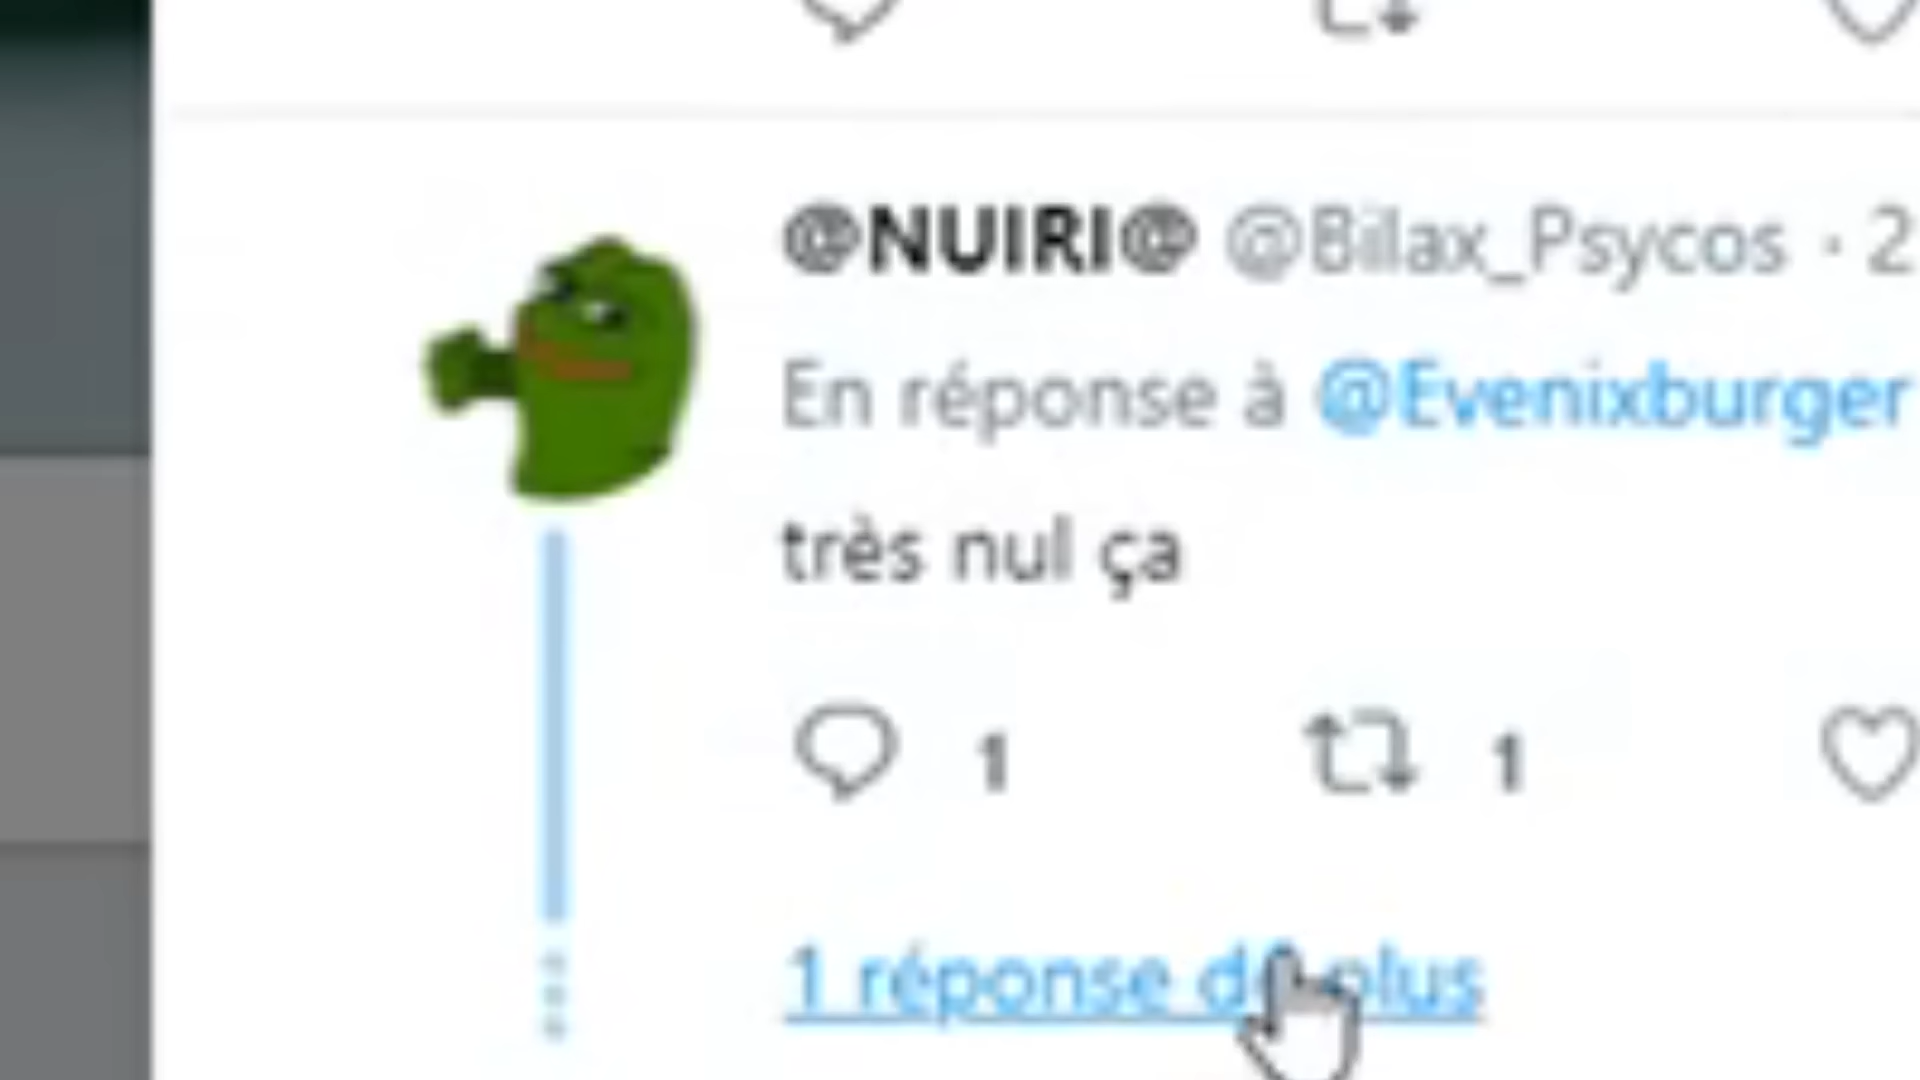 @NUIRI@ @Bilax_Psycos · 2
En réponse à @Evenixburger
très nul ça
1 1
1 réponse de plus